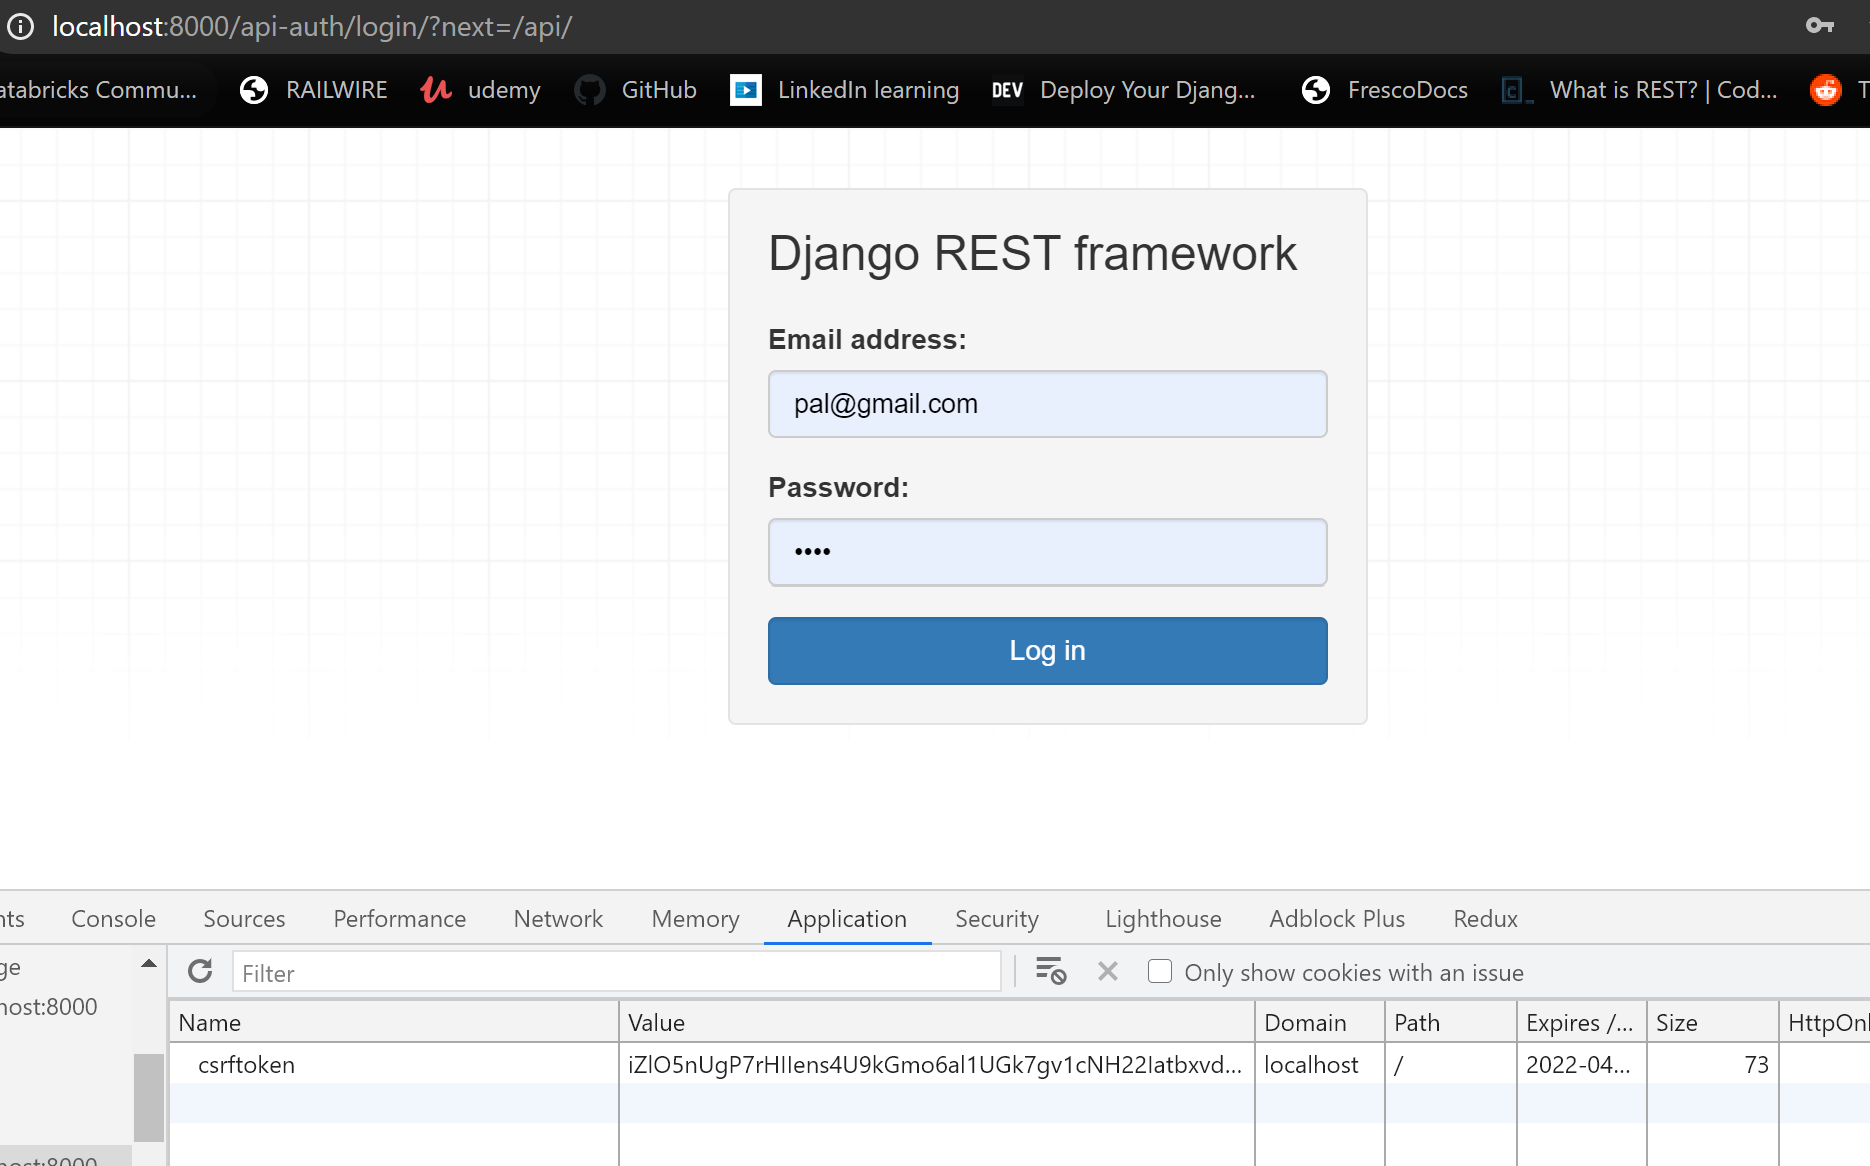 localhost:8000/api-auth/login/?next=/api/
atabricks Commu... RAILWIRE udemy GitHub LinkedIn learning DEV Deploy Your Djang... FrescoDocs What is REST? | Cod... T
Django REST framework
Email address:
pal@gmail.com
Password:
••••
Log in
nts Console Sources Performance Network Memory Application Security Lighthouse Adblock Plus Redux
ge
Filter
Only show cookies with an issue
host:8000
Name Value Domain Path Expires /... Size HttpOnl
csrftoken iZlO5nUgP7rHIIens4U9kGmo6al1UGk7gv1cNH22Iatbxvd... localhost / 2022-04... 73
host:8000